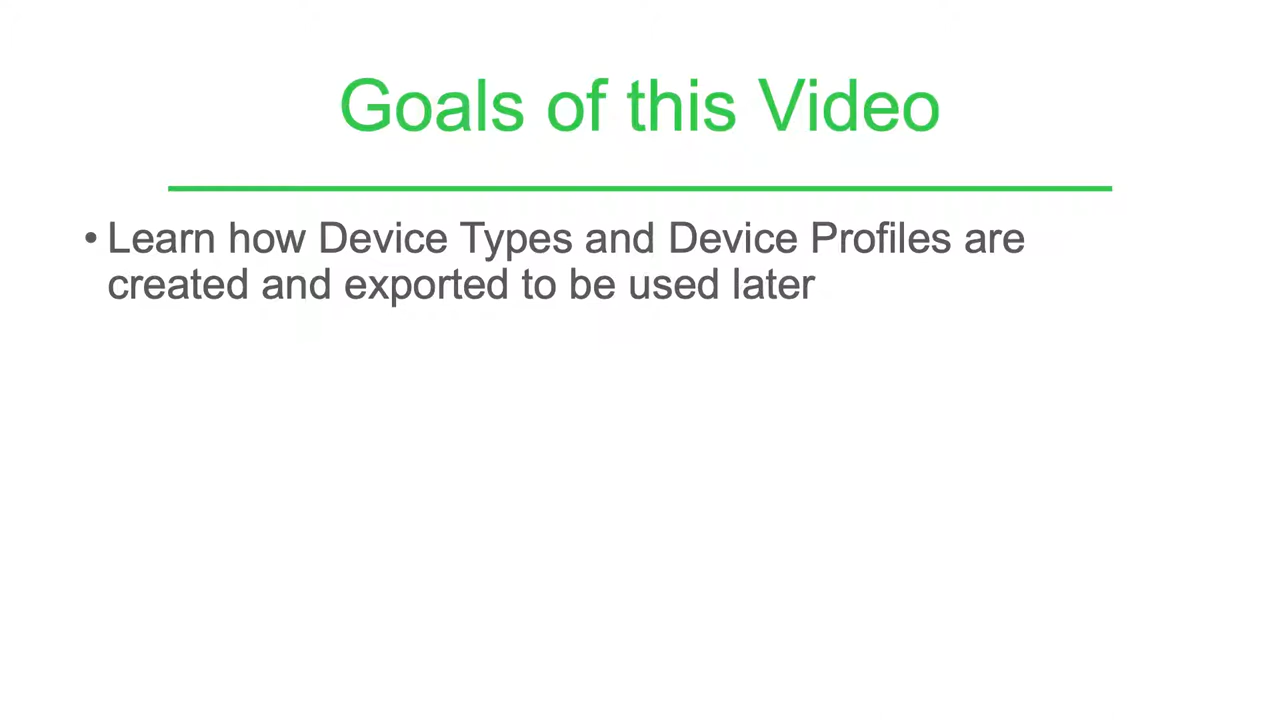 Goals of this Video
• Learn how Device Types and Device Profiles are
created and exported to be used later